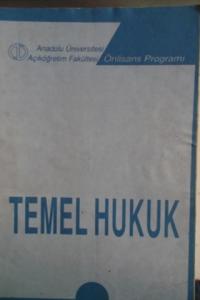 Anadolu Üniversitesi
Açıköğretim Fakültesi Önlisans Programı
TEMEL HUKUK